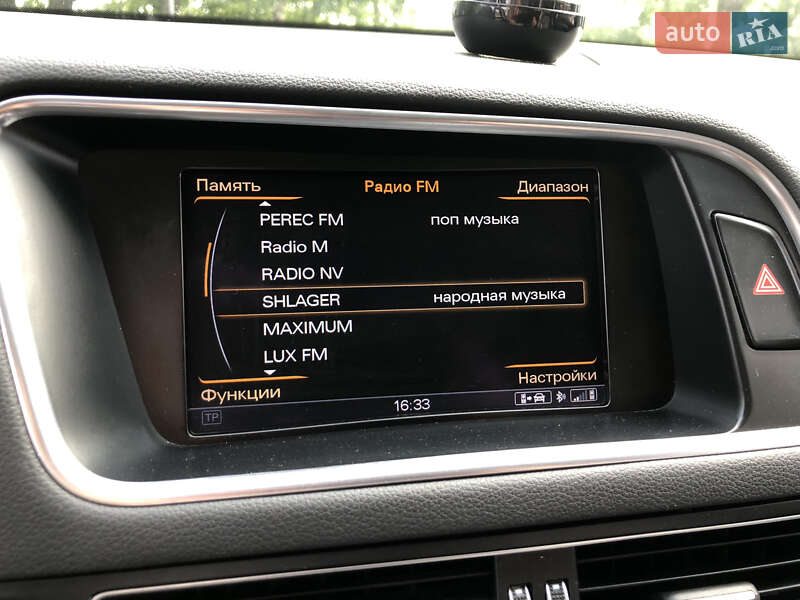 auto RIA.com
Память Радио FM Диапазон
PEREC FM поп музыка
Radio M
RADIO NV
SHLAGER народная музыка
MAXIMUM
LUX FM
Функции Настройки
TP 16:33